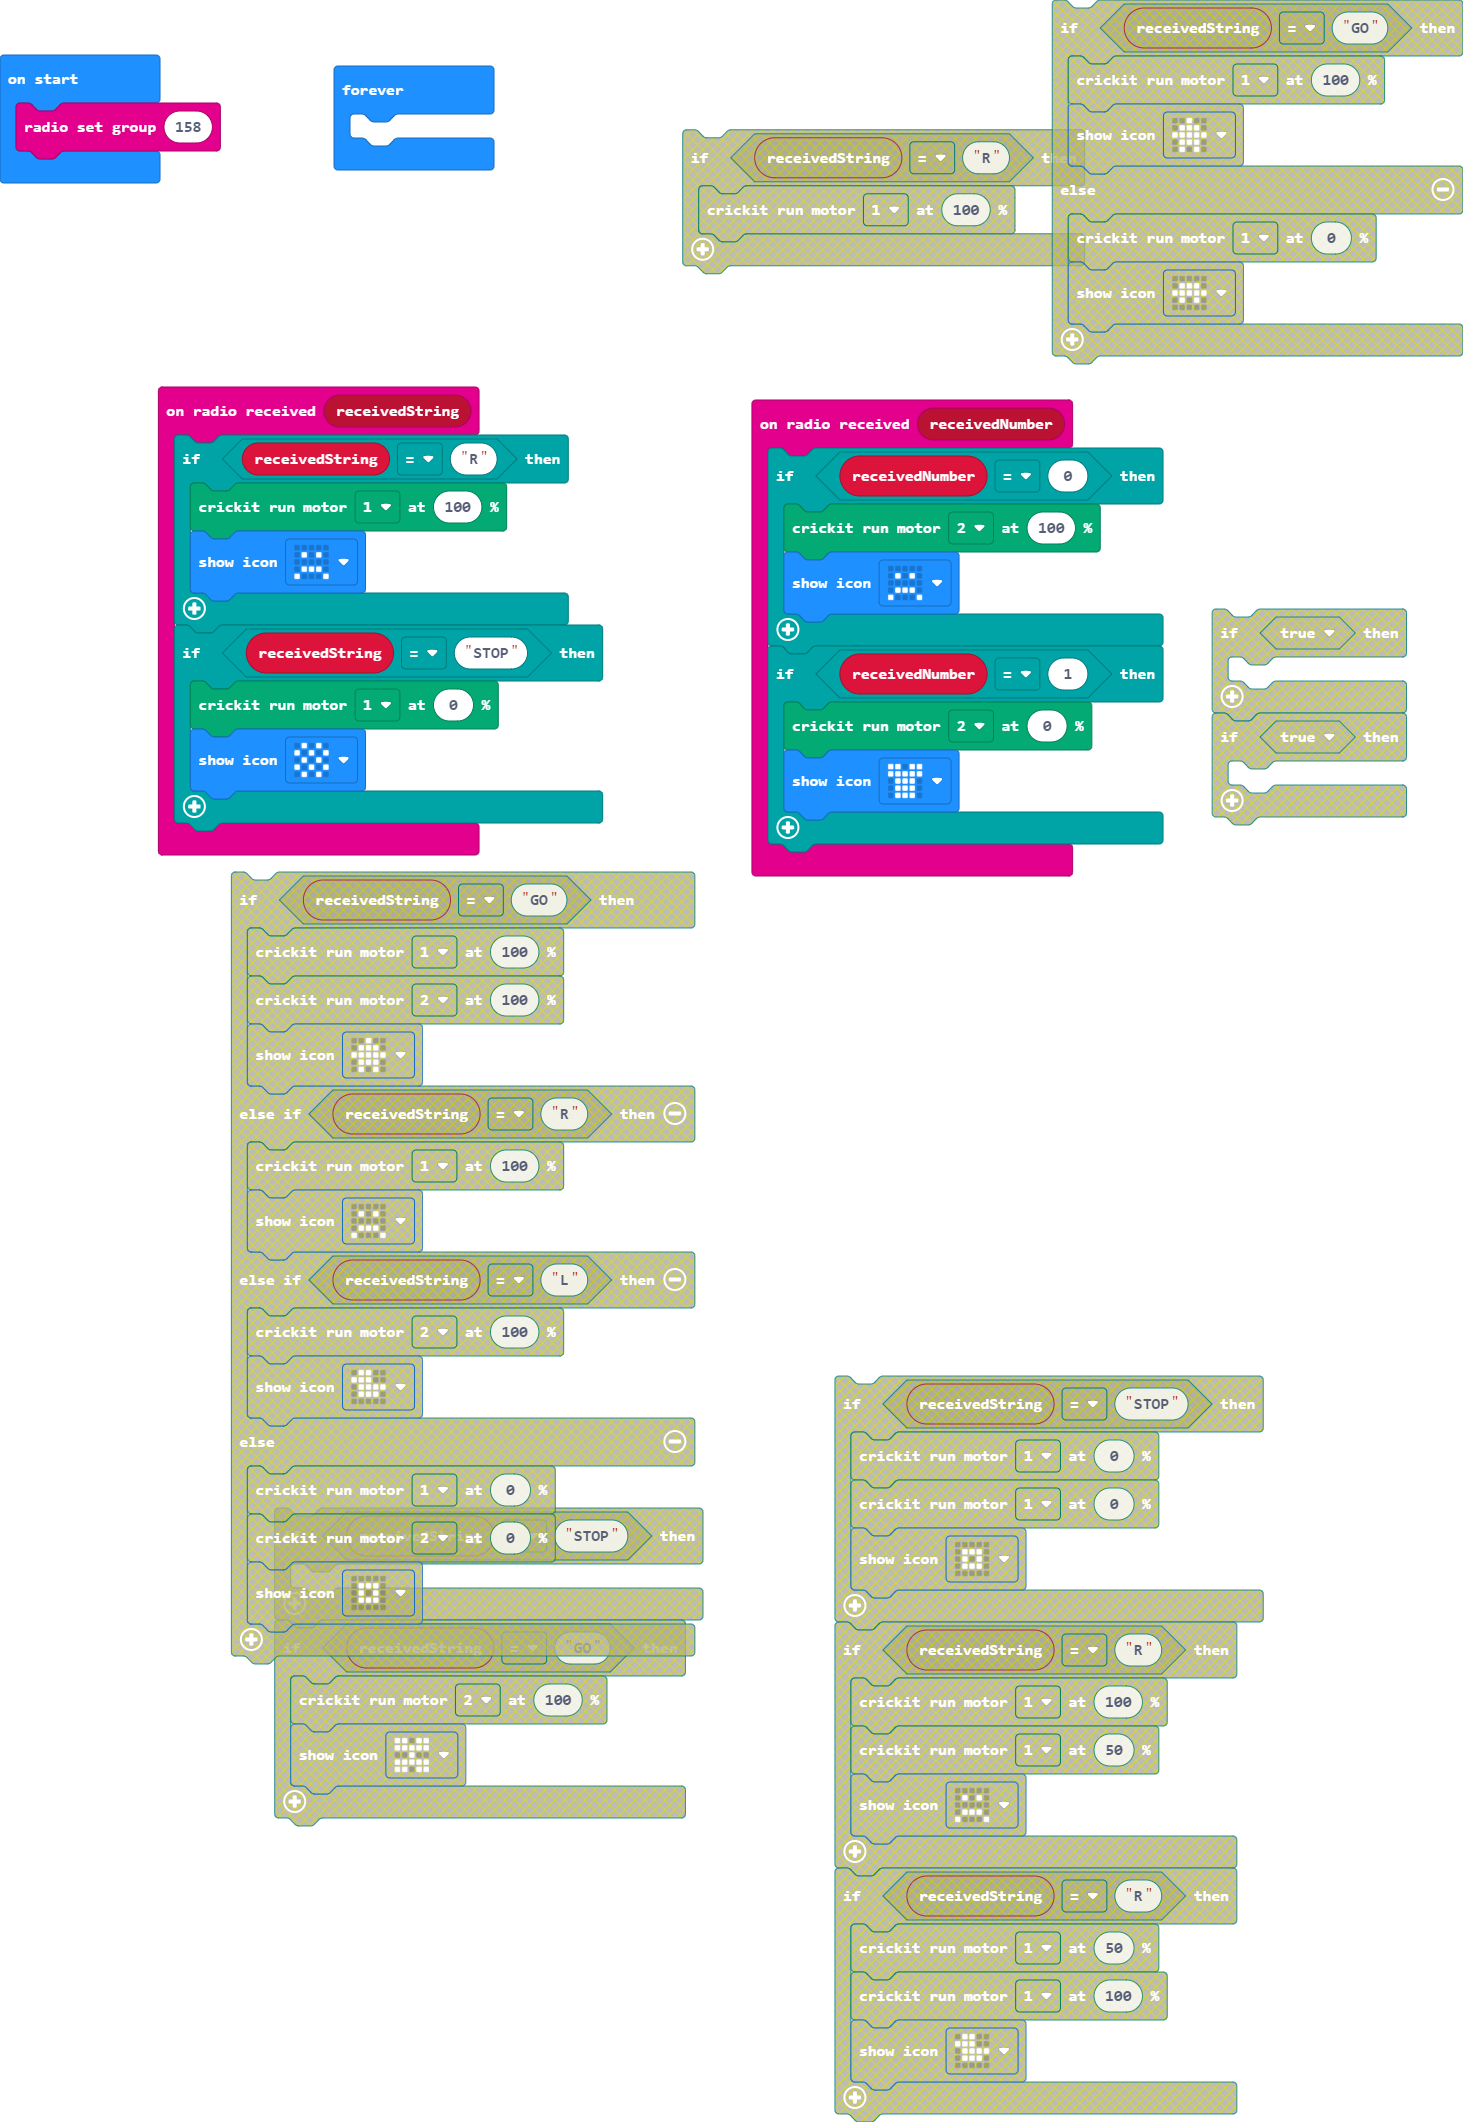 on start
radio set group 158
forever
if receivedString = "R" then
crickit run motor 1 at 100 %
if receivedString = "GO" then
crickit run motor 1 at 100 %
show icon
else
crickit run motor 1 at 0 %
show icon
on radio received receivedString
if receivedString = "R" then
crickit run motor 1 at 100 %
show icon
if receivedString = "STOP" then
crickit run motor 1 at 0 %
show icon
on radio received receivedNumber
if receivedNumber = 0 then
crickit run motor 2 at 100 %
show icon
if receivedNumber = 1 then
crickit run motor 2 at 0 %
show icon
if true then
if true then
if receivedString = "GO" then
crickit run motor 1 at 100 %
crickit run motor 2 at 100 %
show icon
else if receivedString = "R" then
crickit run motor 1 at 100 %
show icon
else if receivedString = "L" then
crickit run motor 2 at 100 %
show icon
else
crickit run motor 1 at 0 %
crickit run motor 2 at 0 %
show icon
"STOP" then
if receivedString = "GO" then
crickit run motor 2 at 100 %
show icon
if receivedString = "STOP" then
crickit run motor 1 at 0 %
crickit run motor 1 at 0 %
show icon
if receivedString = "R" then
crickit run motor 1 at 100 %
crickit run motor 1 at 50 %
show icon
if receivedString = "R" then
crickit run motor 1 at 50 %
crickit run motor 1 at 100 %
show icon